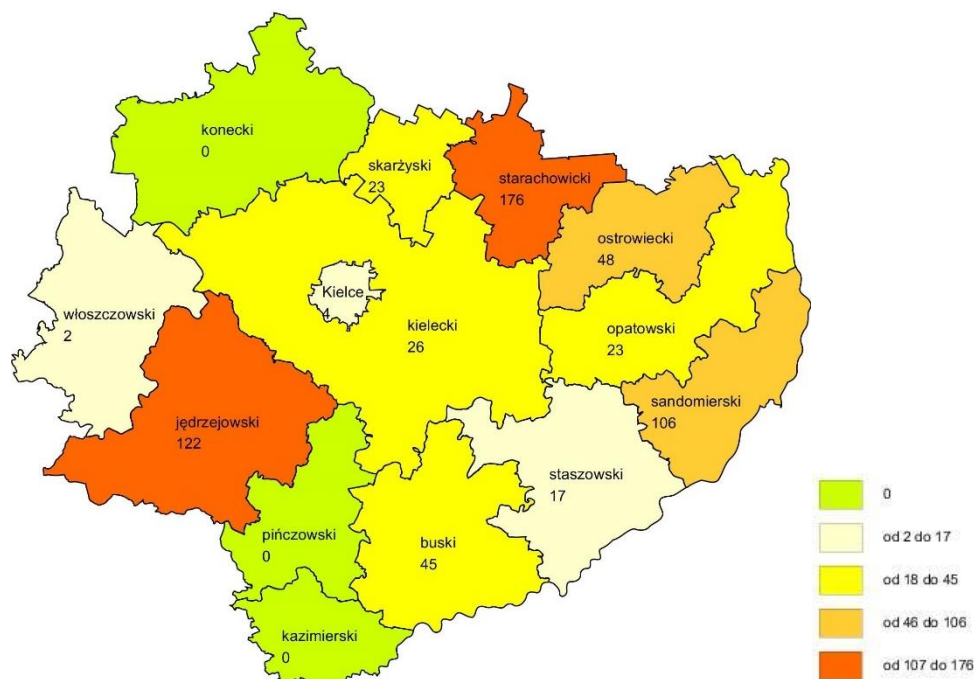 konecki
0
skarżyski
23
starachowicki
176
ostrowiecki
48
włoszczowski
2
Kielce
4
kielecki
26
opatowski
23
jędrzejowski
122
sandomierski
106
staszowski
17
pińczowski
0
buski
45
kazimierski
0
0
od 2 do 17
od 18 do 45
od 46 do 106
od 107 do 176